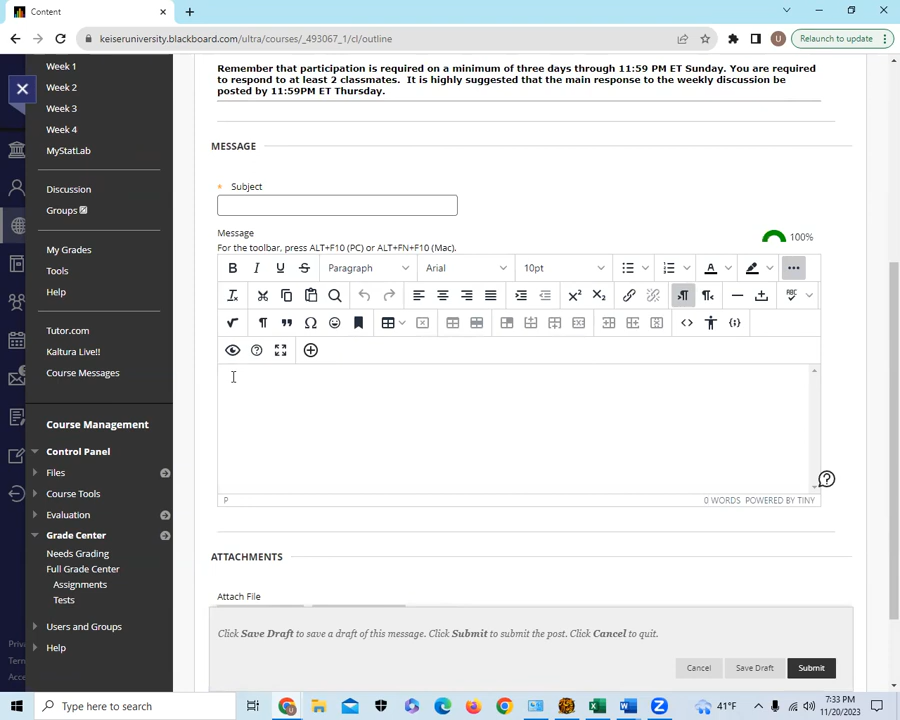 Content
keiseruniversity.blackboard.com/ultra/courses/_493067_1/cl/outline
U
Relaunch to update
Week 1
Week 2
Week 3
Week 4
MyStatLab
Discussion
Groups
My Grades
Tools
Help
Tutor.com
Kaltura Live!!
Course Messages
Course Management
Control Panel
Files
Course Tools
Evaluation
Grade Center
Needs Grading
Full Grade Center
Assignments
Tests
Users and Groups
Help
Priv
Tern
Acce
Remember that participation is required on a minimum of three days through 11:59 PM ET Sunday. You are required
to respond to at least 2 classmates. It is highly suggested that the main response to the weekly discussion be
posted by 11:59PM ET Thursday.
MESSAGE
* Subject
Message
For the toolbar, press ALT+F10 (PC) or ALT+FN+F10 (Mac).
100%
B I U S Paragraph Arial 10pt A
ABC
P
0 WORDS POWERED BY TINY
ATTACHMENTS
Attach File
Click Save Draft to save a draft of this message. Click Submit to submit the post. Click Cancel to quit.
Cancel Save Draft Submit
Type here to search
41°F
7:33 PM
11/20/2023